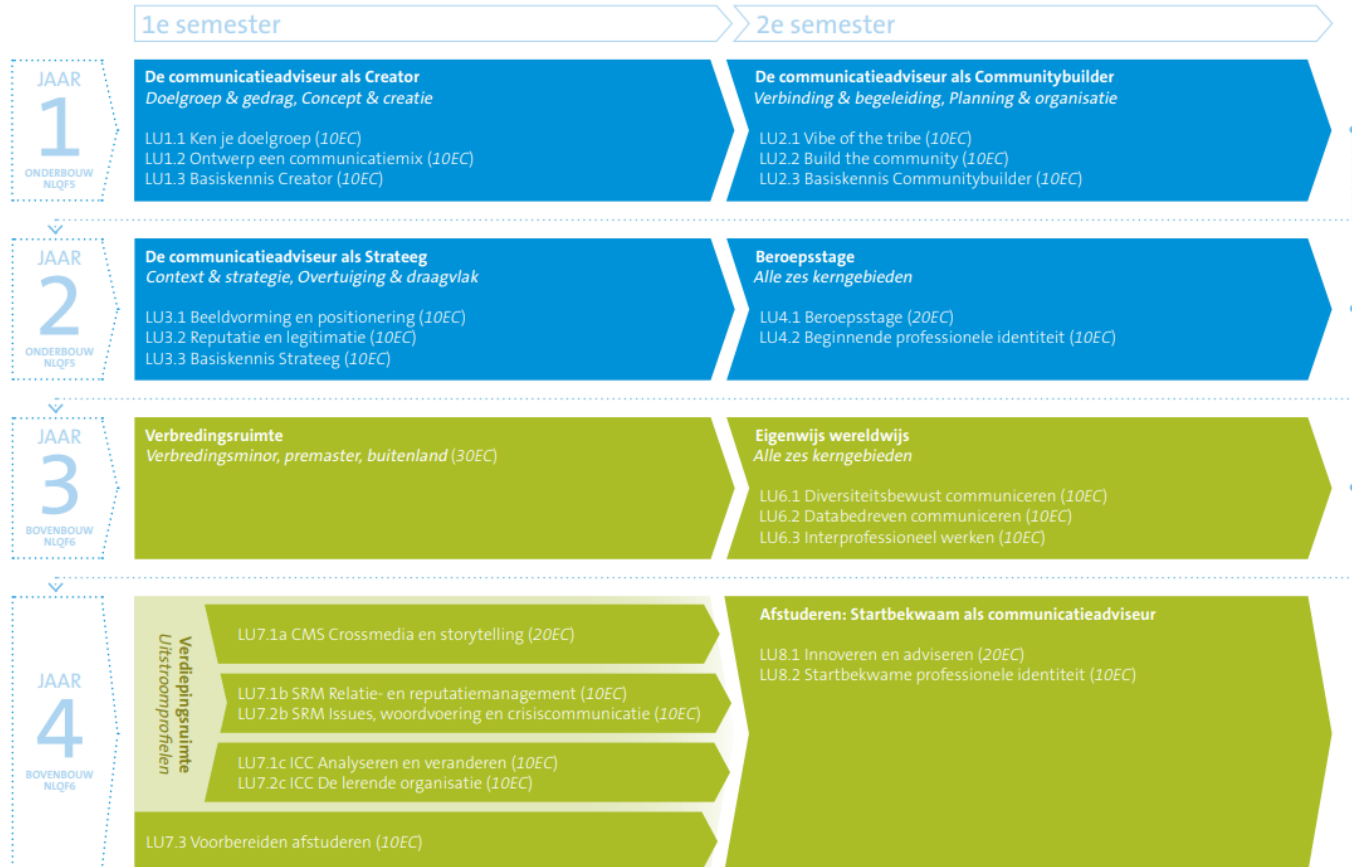 1e semester
2e semester
JAAR
1
ONDERBOUW
NLQF5
De communicatieadviseur als Creator
Doelgroep & gedrag, Concept & creatie
LU1.1 Ken je doelgroep (10EC)
LU1.2 Ontwerp een communicatiemix (10EC)
LU1.3 Basiskennis Creator (10EC)
De communicatieadviseur als Communitybuilder
Verbinding & begeleiding, Planning & organisatie
LU2.1 Vibe of the tribe (10EC)
LU2.2 Build the community (10EC)
LU2.3 Basiskennis Communitybuilder (10EC)
JAAR
2
ONDERBOUW
NLQF5
De communicatieadviseur als Strateeg
Context & strategie, Overtuiging & draagvlak
LU3.1 Beeldvorming en positionering (10EC)
LU3.2 Reputatie en legitimatie (10EC)
LU3.3 Basiskennis Strateeg (10EC)
Beroepsstage
Alle zes kerngebieden
LU4.1 Beroepsstage (20EC)
LU4.2 Beginnende professionele identiteit (10EC)
JAAR
3
BOVENBOUW
NLQF6
Verbredingsruimte
Verbredingsminor, premaster, buitenland (30EC)
Eigenwijs wereldwijs
Alle zes kerngebieden
LU6.1 Diversiteitsbewust communiceren (10EC)
LU6.2 Databedreven communiceren (10EC)
LU6.3 Interprofessioneel werken (10EC)
JAAR
4
BOVENBOUW
NLQF6
Verdiepingsruimte
Uitstroomprofielen
LU7.1a CMS Crossmedia en storytelling (20EC)
LU7.1b SRM Relatie- en reputatiemanagement (10EC)
LU7.2b SRM Issues, woordvoering en crisiscommunicatie (10EC)
LU7.1c ICC Analyseren en veranderen (10EC)
LU7.2c ICC De lerende organisatie (10EC)
LU7.3 Voorbereiden afstuderen (10EC)
Afstuderen: Startbekwaam als communicatieadviseur
LU8.1 Innoveren en adviseren (20EC)
LU8.2 Startbekwame professionele identiteit (10EC)